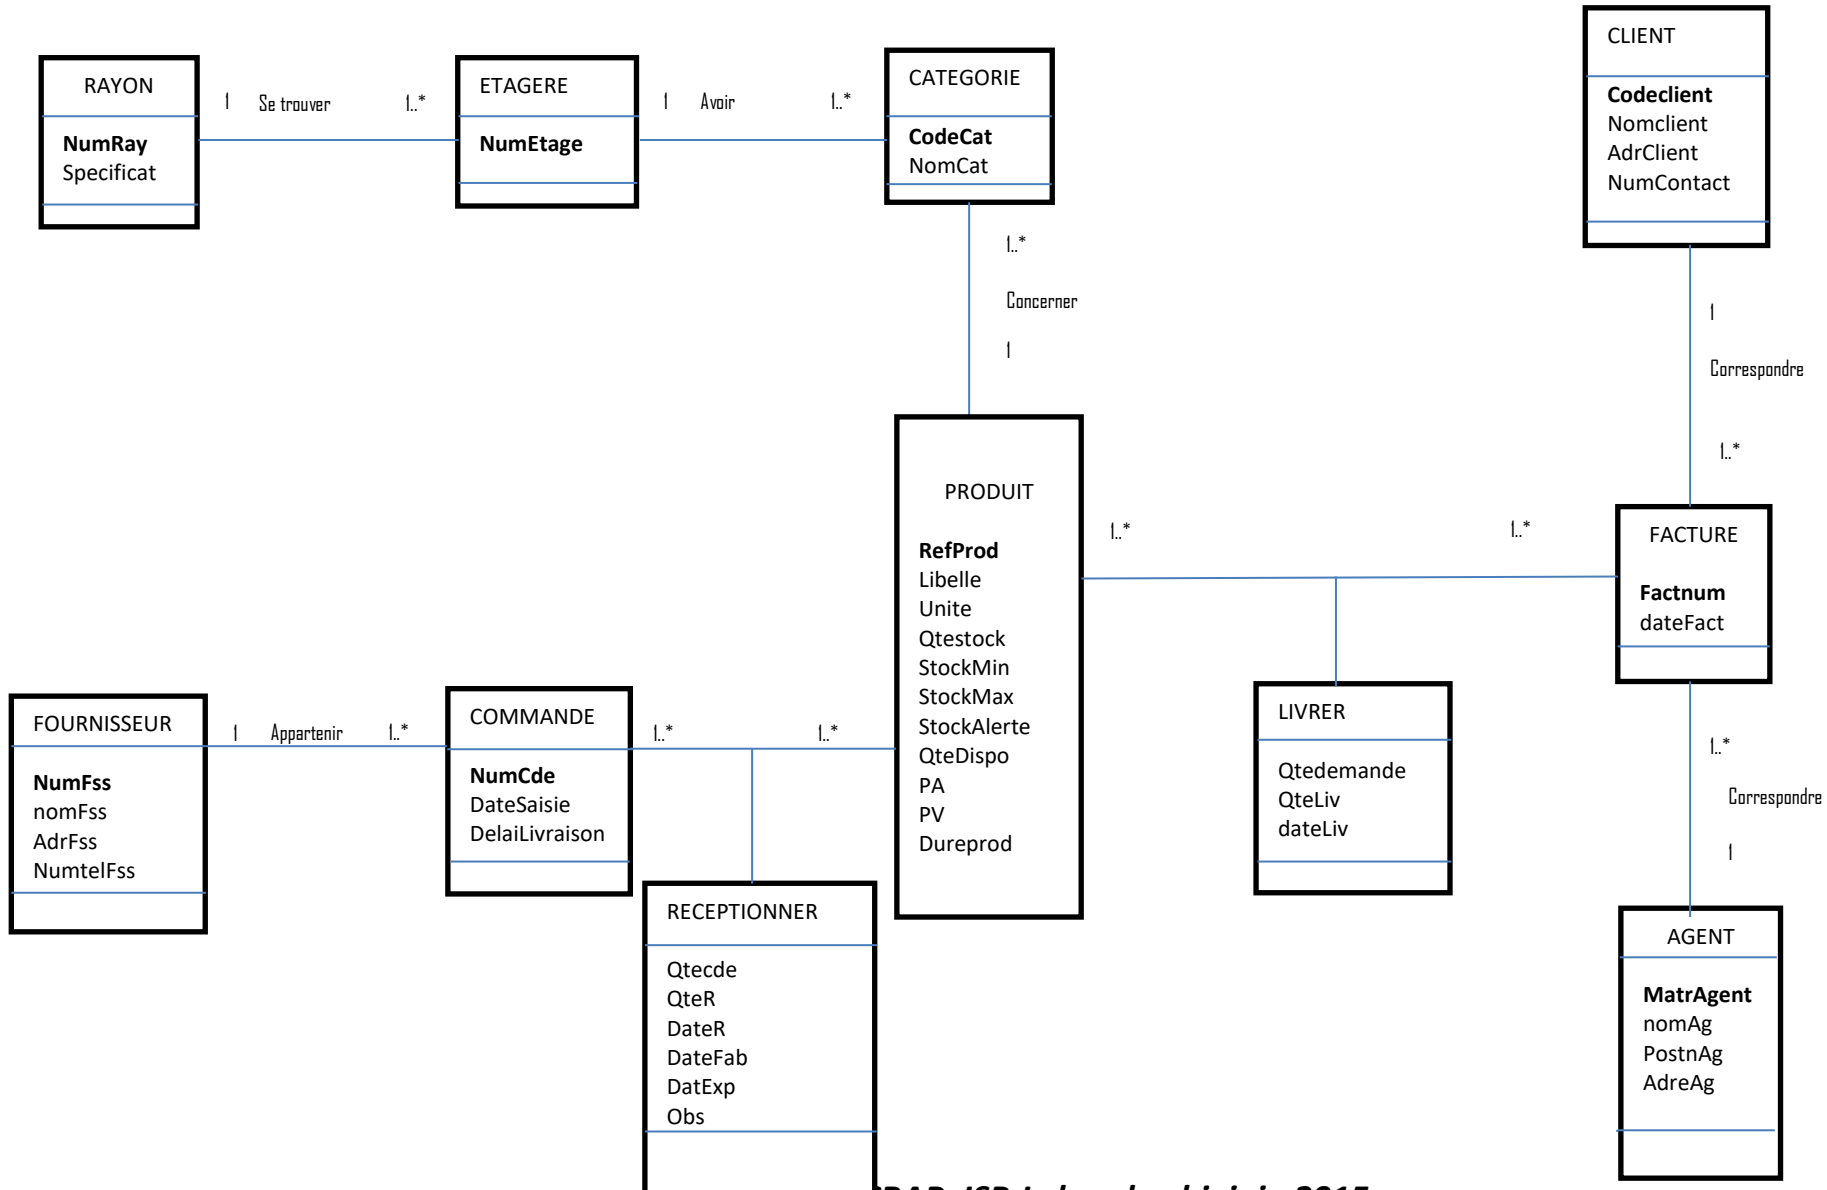 RAYON
NumRay
Specificat
1 Se trouver 1..*
ETAGERE
NumEtage
1 Avoir 1..*
CATEGORIE
CodeCat
NomCat
CLIENT
Codeclient
Nomclient
AdrClient
NumContact
1..*
Concerner
1
1
Correspondre
1..*
PRODUIT
RefProd
Libelle
Unite
Qtestock
StockMin
StockMax
StockAlerte
QteDispo
PA
PV
Dureprod
1..* 1..*
FACTURE
Factnum
dateFact
FOURNISSEUR
NumFss
nomFss
AdrFss
NumtelFss
1 Appartenir 1..*
COMMANDE
NumCde
DateSaisie
DelaiLivraison
1..* 1..*
LIVRER
Qtedemande
QteLiv
dateLiv
1..*
Correspondre
1
RECEPTIONNER
Qtecde
QteR
DateR
DateFab
DatExp
Obs
AGENT
MatrAgent
nomAg
PostnAg
AdreAg